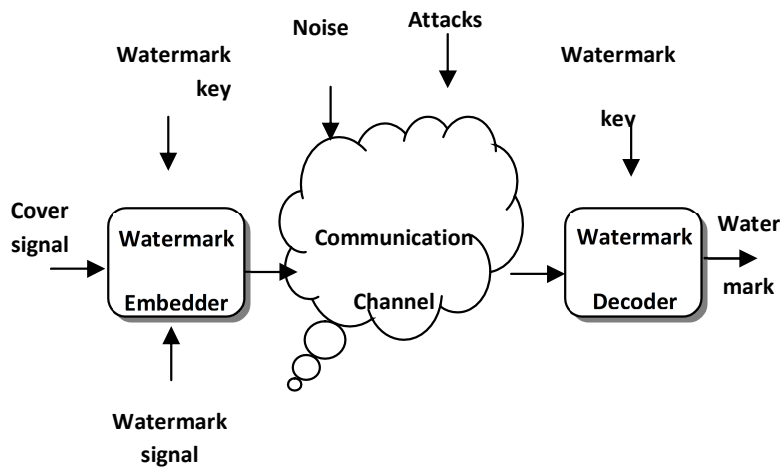 Noise
Attacks
Watermark
key
Watermark
key
Cover
signal
Watermark
Embedder
Communication
Channel
Watermark
Decoder
Water
mark
Watermark
signal